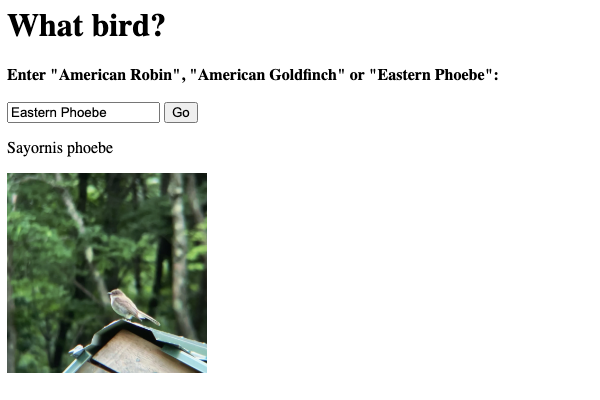 What bird?
Enter "American Robin", "American Goldfinch" or "Eastern Phoebe":
Eastern Phoebe Go
Sayornis phoebe